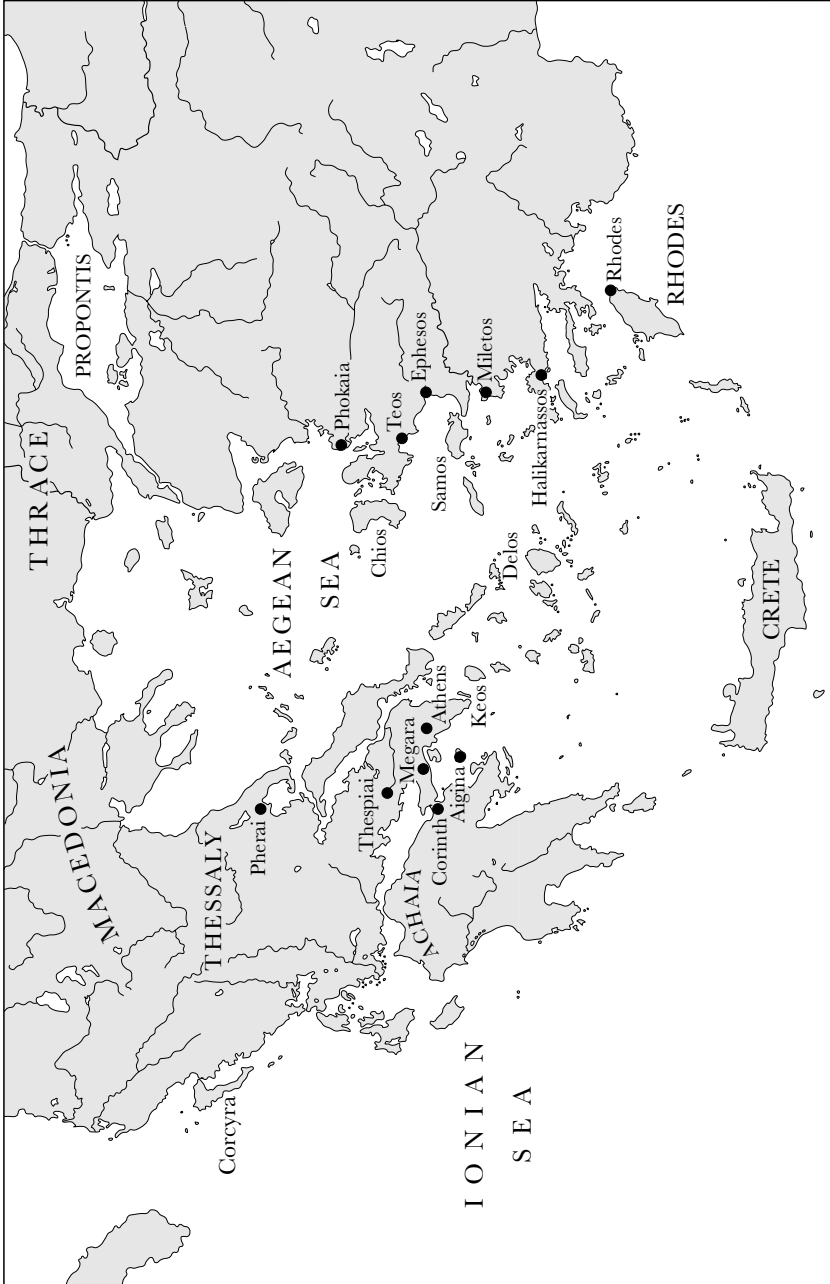 THRACE
PROPONTIS
MACEDONIA
THESSALY
Pherai
Corcyra
AEGEAN
SEA
Phokaia
Teos
Ephesos
Chios
Samos
Miletos
Halikarnassos
Rhodes
RHODES
Thespiai
Megara
Athens
Corinth
Aigina
Keos
Delos
ACHAIA
IONIAN
SEA
CRETE